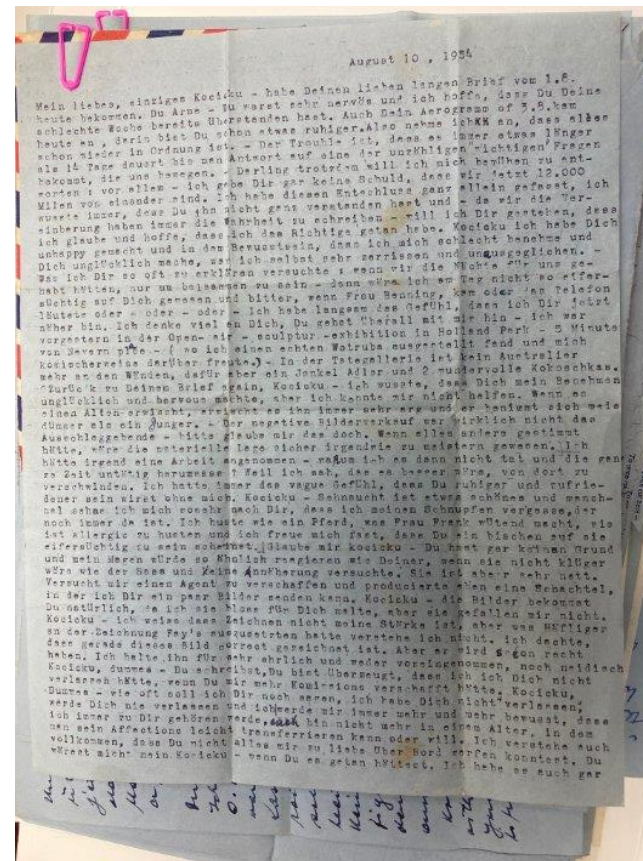 August 10 , 1954
Mein liebes, einziges Kocicku - habe Deinen lieben langen Brief vom 1.8.
heute bekommen. Du Arme - Du warst sehr nervös und ich hoffe, dass Du Deine
schlechte Woche bereits überstanden hast. Auch Dein Aerogramm of 3.8.kam
heute an , darin bist Du schon etwas ruhiger.Also nehme ich an, dass alles
schon wieder in Ordnung ist. - Der Trouble ist, dass es immer etwas länger
als 14 Tage dauert bis man Antwort auf eine der unzähligen"wichtigen"Fragen
bekommt, die uns bewegen. - Derling trotzdem will ich mich bemühen zu ant-
worten : vor allem - ich gebe Dir gar keine Schuld, dass wir jetzt 12.000
Milen von einander sind. Ich habe diesen Entschluss ganz allein gefasst, ich
wusste immer, dass Du ihn nicht ganz verstanden hast und - da wir die Ver-
einberung haben immer die Wahrheit zu schreiben - will ich Dir gestehen, dass
ich glaube und hoffe, dass ich das Richtige getan habe. Kocicku ich habe Dich
unhappy gemacht und in dem Bewusstsein, dass ich mich schlecht benehme und
Dich unglücklich mache, war ich selbst sehr zerrissen und unausgeglichen. -
Was ich Dir so oft zu erklären versuchte : wenn wir die Nächte für uns ge-
habt hätten, nur um beisammen zu sein - dann wäre ich am Tag nicht so eifer-
süchtig auf Dich gewesen und bitter, wenn Frau Henning, kam oder das Telefon
läutete oder - oder - oder - Ich habe langsam das Gefühl, dass ich Dir jetzt
näher bin. Ich denke viel an Dich, Du gehst überall mit mir hin - ich war
vorgestern in der Open-air - sculptur -exhibition in Holland Park - 5 Minute
von Nevern place - ( wo ich einen echten Wotruba ausgestellt fand und mich
komischerweise darüber freute.) - In der Tategallerie ist kein Australier
mehr an den Wänden, dafür aber ein Jankel Adler und 2 wundervolle Kokoschkas.
Zurück zu Deinem Brief again, Kocicku - ich wusste, dass Dich mein Benehmen
unglücklich und nervous machte, aber ich konnte mir nicht helfen. Wenn es
einen Alten erwischt, erwischt es ihn immer sehr arg und er benimmt sich meis
dümmer als ein Junger. - Der negative Bilderverkauf war wirklich nicht das
Ausschlaggebende - bitte glaube mir das doch. Wenn alles andere gestimmt
hätte, wäre die materielle Lage sicher irgendwie zu meistern gewesen. Ich
hätte irgend eine Arbeit angenommen - warum ich es dann nicht tat und die gan
ze Zeit untätig herumsass ? Weil ich sah, dass es besser wäre, von dort zu
verschwinden. Ich hatte immer das vague Gefühl, dass Du ruhiger und zufrie-
dener sein wirst ohne mich. Kocicku - Sehnsucht ist etwas schönes und manch-
mal sehne ich mich sosehr nach Dir, dass ich meinen Schnupfen vergesse,der
noch immer da ist. Ich huste wie ein Pferd, was Frau Frank wütend macht, sie
ist allergic zu husten und ich freue mich fast, dass Du ein bischen auf sie
eifersüchtig zu sein scheinst. Glaube mir kocicku - Du hast gar keinen Grund
und mein Magen würde so ähnlich reagieren wie Deiner, wenn sie nicht klüger
wäre wie der Sasa und keine Annäherung versuchte. Sie ist aber sehr nett.
Versucht mir einen Agent zu verschaffen und producierte eben eine Schachtel,
in der ich Dir ein paar Bilder senden kann. Kocicku - die Bilder bekommst
Du natürlich, da ich sie bloss für Dich malte, aber sie gefallen mir nicht.
Kocicku - ich weiss dass Zeichnen nicht meine Stärke ist, aber was Häfliger
an der Zeichnung Fay's auszusetzten hatte verstehe ich nicht. ich dachte,
dass gerade dieses Bild correct gezeichnet ist. Aber er wird schon recht
haben. Ich halte ihn für sehr ehrlich und weder voreingenommen, noch neidisch
Kocicku, dummes - Du schreibst,Du bist überzeugt, dass ich Dich nicht
verlassen hätte, wenn Du mir mehr Komissions verschafft hätte. Kocicku,
Dummes - wie oft soll ich Dir noch sagen, ich habe Dich nicht verlassen,
werde Dich nie verlassen und ich werde mir immer mehr und mehr bewusst, dass
ich immer zu Dir gehören werde. bin nicht mehr in einem Alter, in dem
man sein Affections leicht transferrieren kann oder will. Ich verstehe auch
vollkommen, dass Du nicht alles mir zu liebe über Bord werfen konntest. Du
wärest nicht mein Kocicku - wenn Du es getan hättest. Ich habe es auch gar